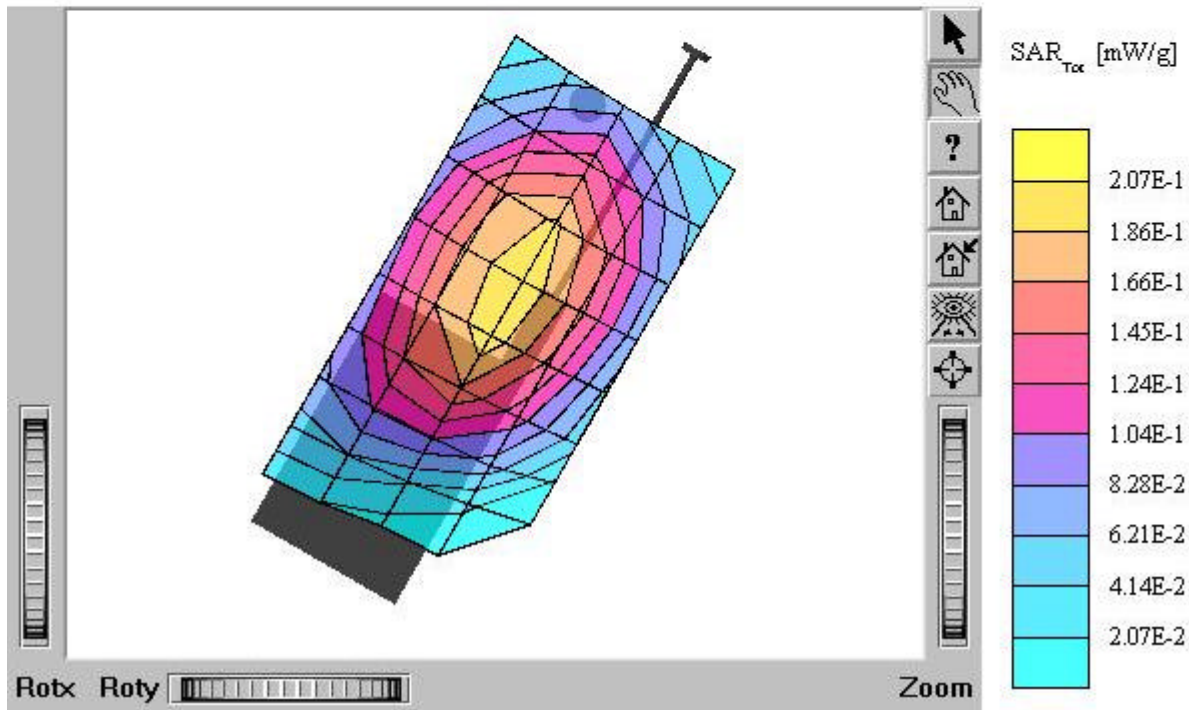 SAR_Tot [mW/g]
?
2.07E-1
1.86E-1
1.66E-1
1.45E-1
1.24E-1
1.04E-1
8.28E-2
6.21E-2
4.14E-2
2.07E-2
Rotx Roty Zoom